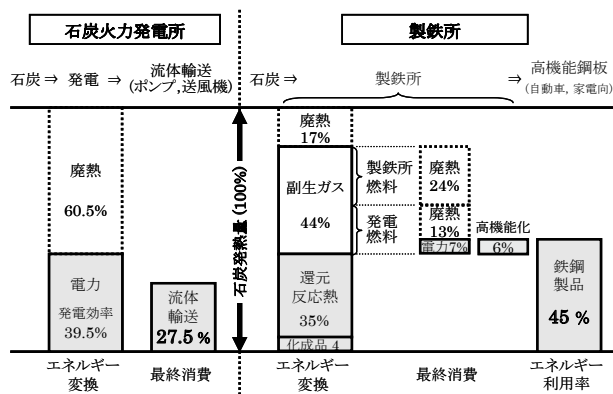 石炭火力発電所
製鉄所
石炭 ⇒ 発電 ⇒ 流体輸送
(ポンプ,送風機)
石炭 ⇒ 製鉄所 ⇒ 高機能鋼板
(自動車, 家電向)
廃熱
60.5%
電力
発電効率
39.5%
流体
輸送
27.5 %
石炭発熱量 (100%)
廃熱
17%
副生ガス
44%
還元
反応熱
35%
化成品 4
製鉄所
燃料
発電
燃料
廃熱
24%
廃熱
13%
電力7%
高機能化
6%
鉄鋼
製品
45 %
エネルギー
変換
最終消費
エネルギー
変換
最終消費
エネルギー
利用率